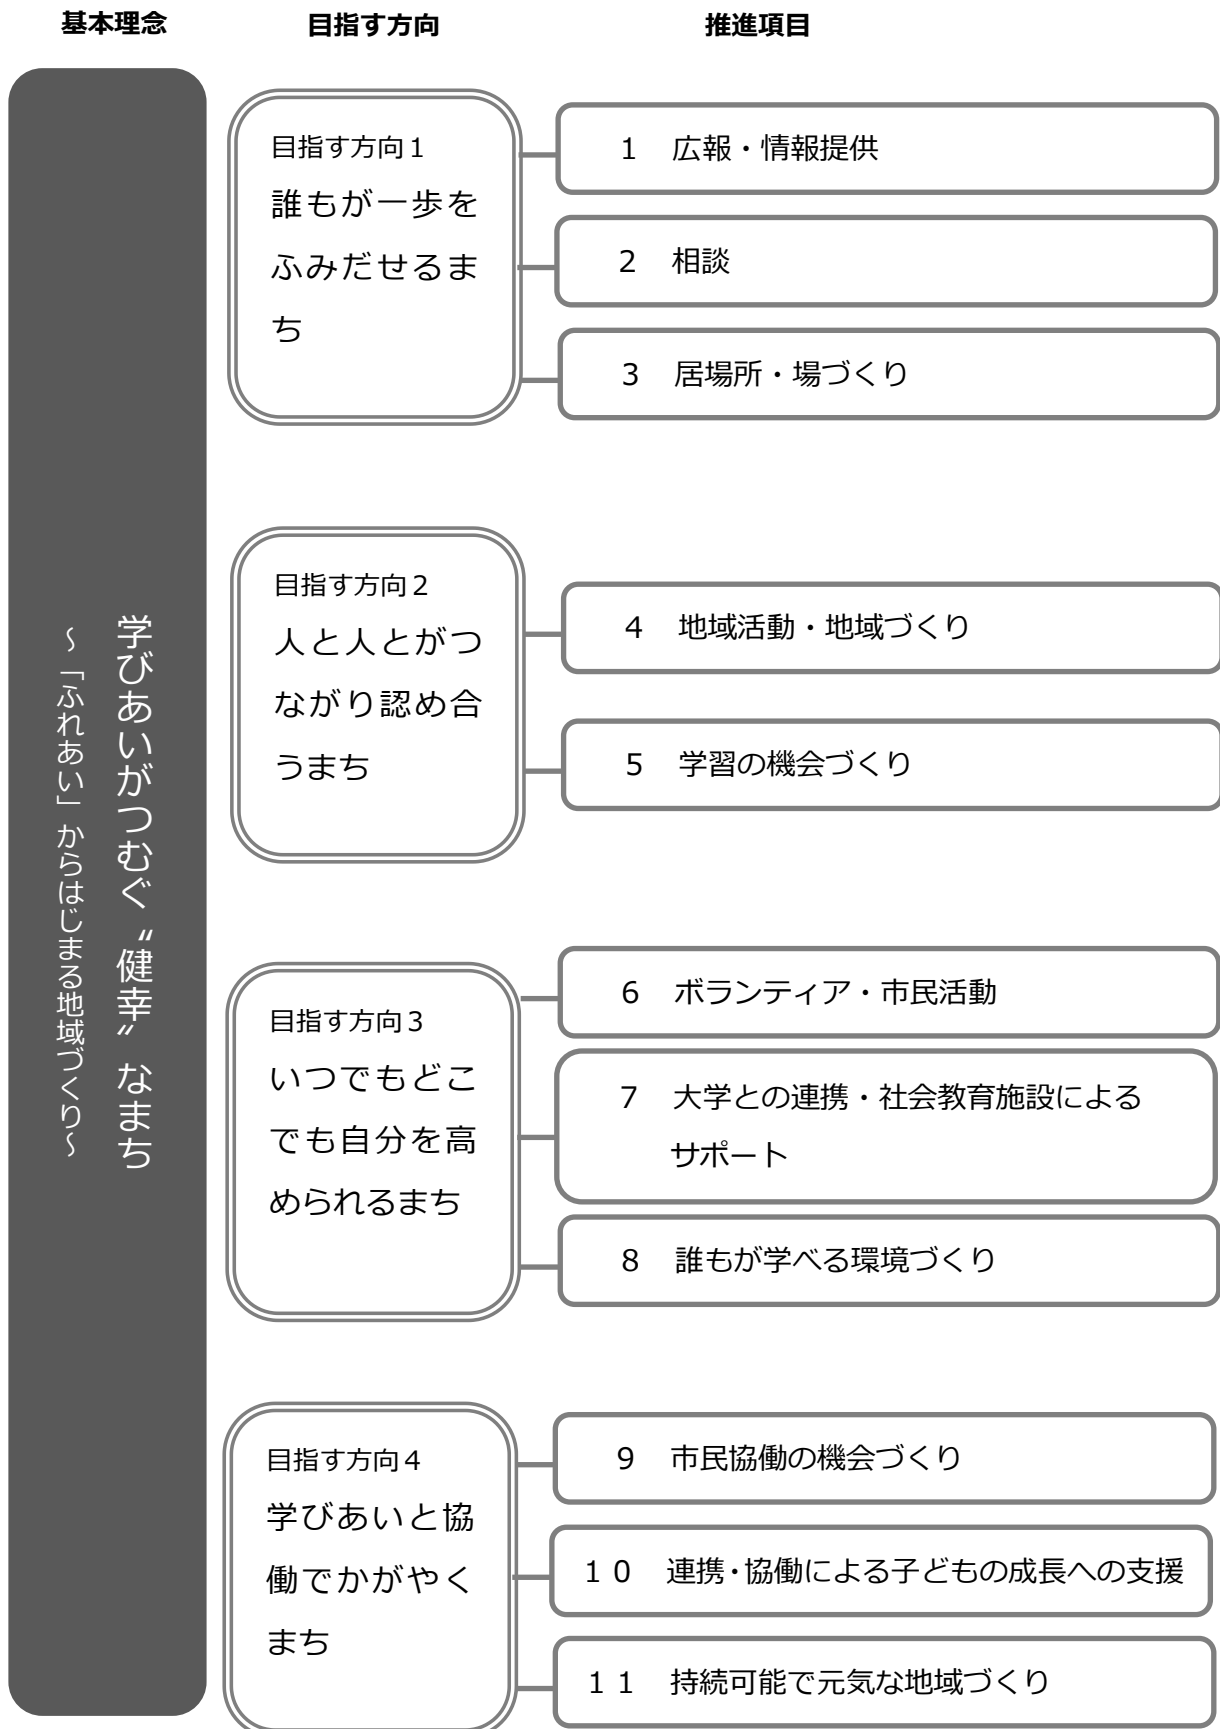 基本理念
目指す方向
推進項目
学びあいがつむぐ〝健幸〟なまち
～「ふれあい」からはじまる地域づくり～
目指す方向１
誰もが一歩を
ふみだせるま
ち
１　広報・情報提供
２　相談
３　居場所・場づくり
目指す方向２
人と人とがつ
ながり認め合
うまち
４　地域活動・地域づくり
５　学習の機会づくり
目指す方向３
いつでもどこ
でも自分を高
められるまち
６　ボランティア・市民活動
７　大学との連携・社会教育施設による
サポート
８　誰もが学べる環境づくり
目指す方向４
学びあいと協
働でかがやく
まち
９　市民協働の機会づくり
１０　連携・協働による子どもの成長への支援
１１　持続可能で元気な地域づくり